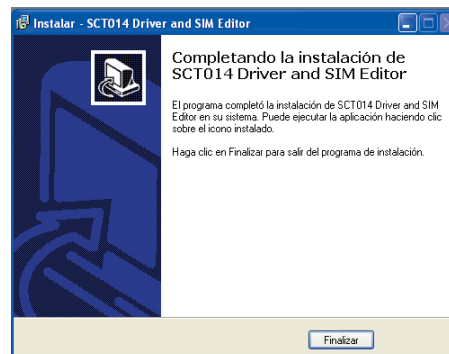 Instalar - SCT014 Driver and SIM Editor
Completando la instalación de
SCT014 Driver and SIM Editor
El programa completó la instalación de SCT014 Driver and SIM
Editor en su sistema. Puede ejecutar la aplicación haciendo clic
sobre el icono instalado.
Haga clic en Finalizar para salir del programa de instalación.
Finalizar